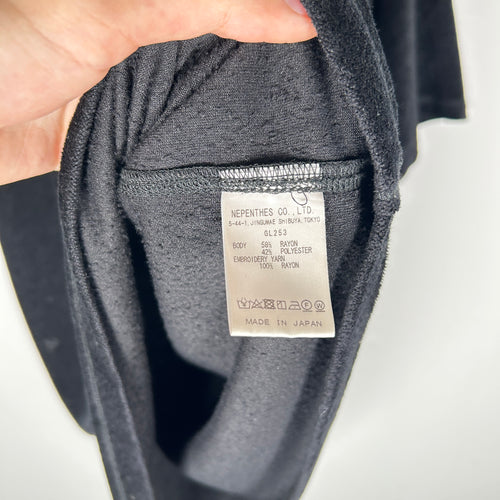 NEPENTHES CO., LTD.
5-44-1, JINGUMAE SHIBUYA, TOKYO
GL253
BODY 58% RAYON
42% POLYESTER
EMBROIDERY YARN
100% RAYON
MADE IN JAPAN